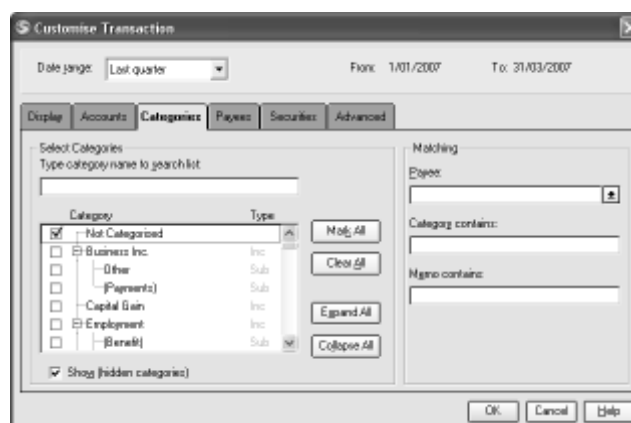 Customise Transaction
Date range: Last quarter From: 1/01/2007 To: 31/03/2007
Display Accounts Categories Payees Securities Advanced
Select Categories
Type category name to search list:
Category Type
Not Categorised
Business Inc. Inc
Other Sub
(Payments) Sub
Capital Gain Inc
Employment Inc
(Benefit) Sub
Show (hidden categories)
Mark All
Clear All
Expand All
Collapse All
Matching
Payee:
Category contains:
Memo contains:
OK Cancel Help